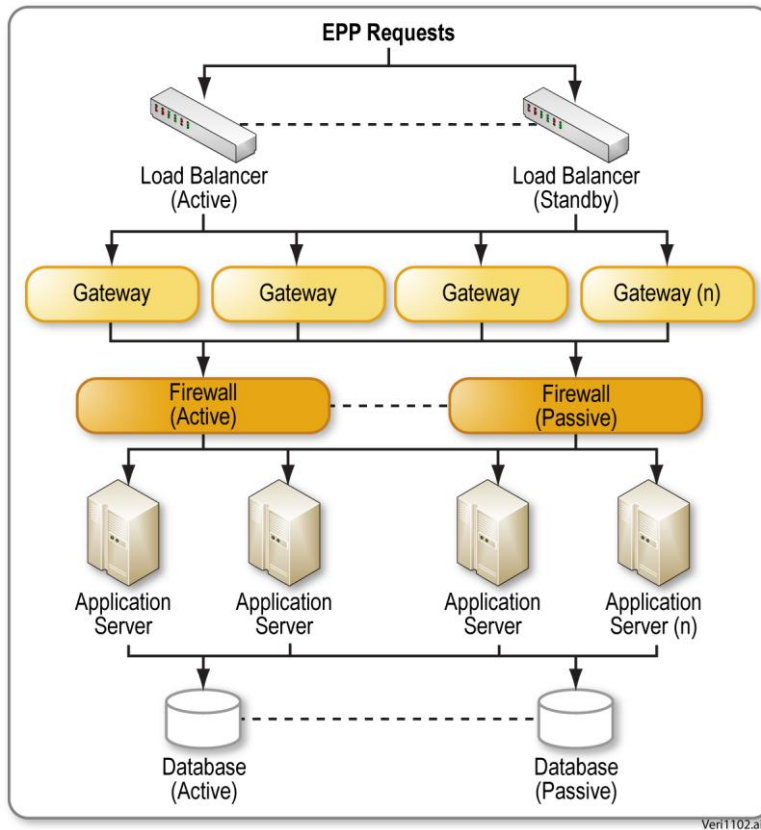 EPP Requests
Load Balancer
(Active)
Load Balancer
(Standby)
Gateway
Gateway
Gateway
Gateway (n)
Firewall
(Active)
Firewall
(Passive)
Application
Server
Application
Server
Application
Server
Application
Server (n)
Database
(Active)
Database
(Passive)